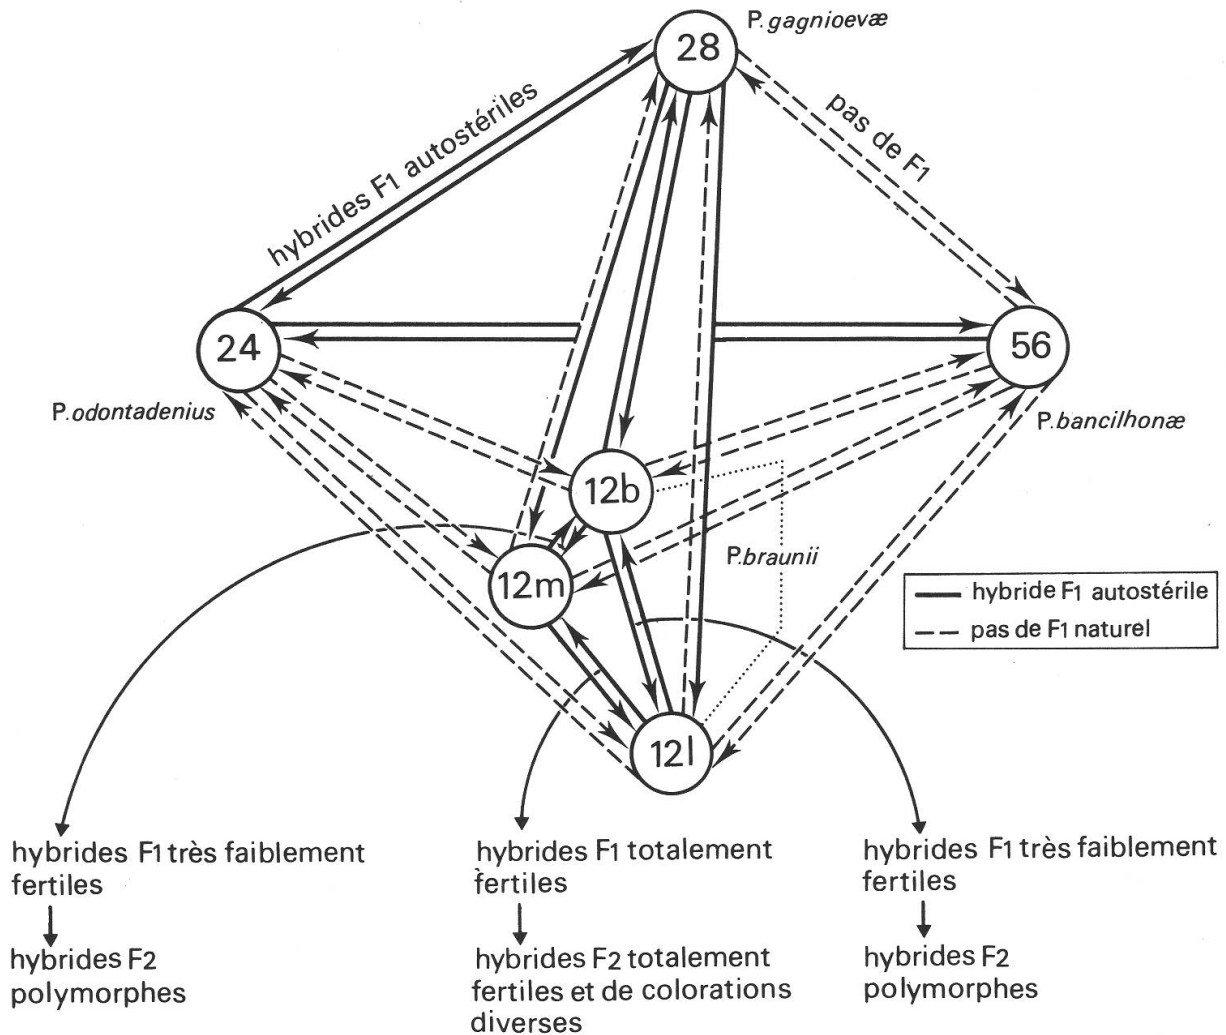 P.gagnioevæ
28
hybrides F1 autostériles
pas de F1
24
56
P.odontadenius
P.bancilhonæ
12b
P.braunii
12m
hybride F1 autostérile
pas de F1 naturel
12l
hybrides F1 très faiblement
fertiles
hybrides F2
polymorphes
hybrides F1 totalement
fertiles
hybrides F2 totalement
fertiles et de colorations
diverses
hybrides F1 très faiblement
fertiles
hybrides F2
polymorphes